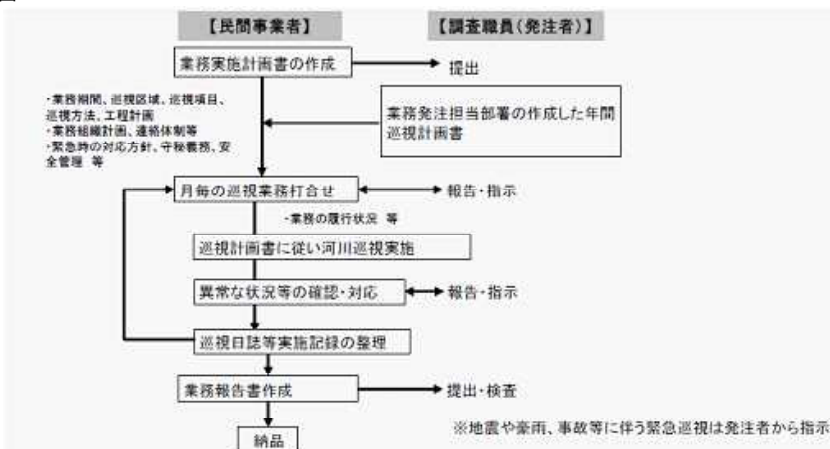 【民間事業者】
【調査職員(発注者)】
業務実施計画書の作成
提出
・業務期間、巡視区域、巡視項目、
巡視方法、工程計画
・業務組織計画、連絡体制等
・緊急時の対応方針、守秘義務、安
全管理 等
業務発注担当部署の作成した年間
巡視計画書
月毎の巡視業務打合せ
報告・指示
・業務の履行状況 等
巡視計画書に従い河川巡視実施
異常な状況等の確認・対応
報告・指示
巡視日誌等実施記録の整理
業務報告書作成
提出・検査
納品
※地震や豪雨、事故等に伴う緊急巡視は発注者から指示